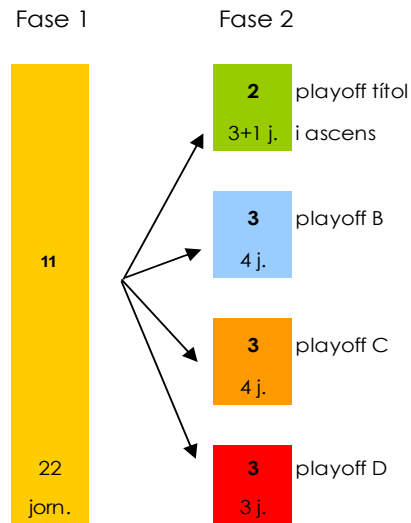 Fase 1
Fase 2
11
22
jorn.
2 playoff títol
3+1 j. i ascens
3 playoff B
4 j.
3 playoff C
4 j.
3 playoff D
3 j.